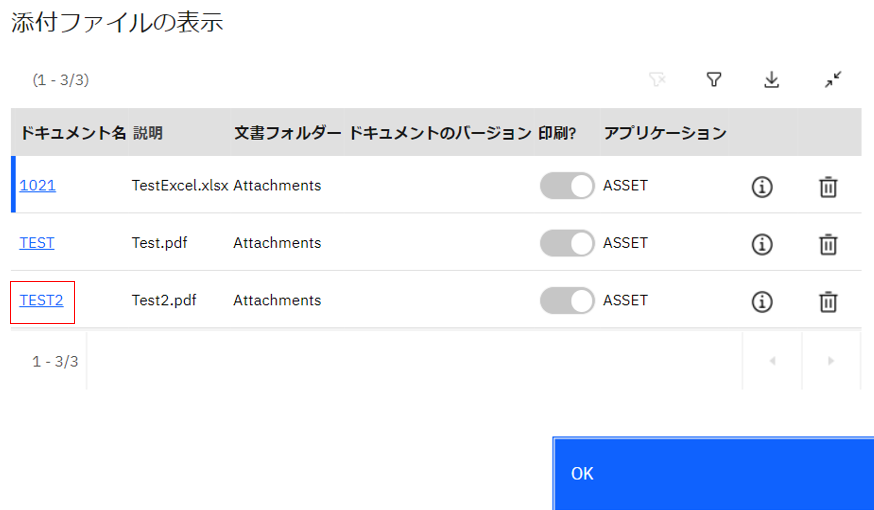 添付ファイルの表示
(1 - 3/3)
ドキュメント名 説明 文書フォルダー ドキュメントのバージョン 印刷? アプリケーション
1021 TestExcel.xlsx Attachments ASSET
TEST Test.pdf Attachments ASSET
TEST2 Test2.pdf Attachments ASSET
1 - 3/3
OK